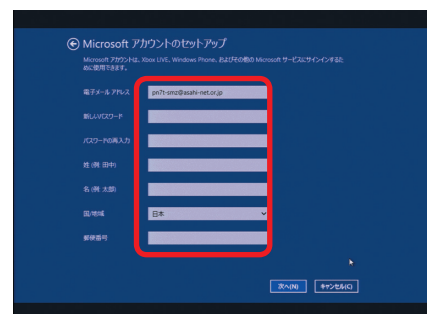 Microsoft アカウントのセットアップ
Microsoft アカウントは、Xbox LIVE、Windows Phone、およびその他の Microsoft サービスにサインインするた
めに使用できます。
電子メール アドレス pn7t-smz@asahi-net.or.jp
新しいパスワード
パスワードの再入力
姓 (例: 田中)
名 (例: 太郎)
国/地域 日本
郵便番号
次へ(N) キャンセル(C)